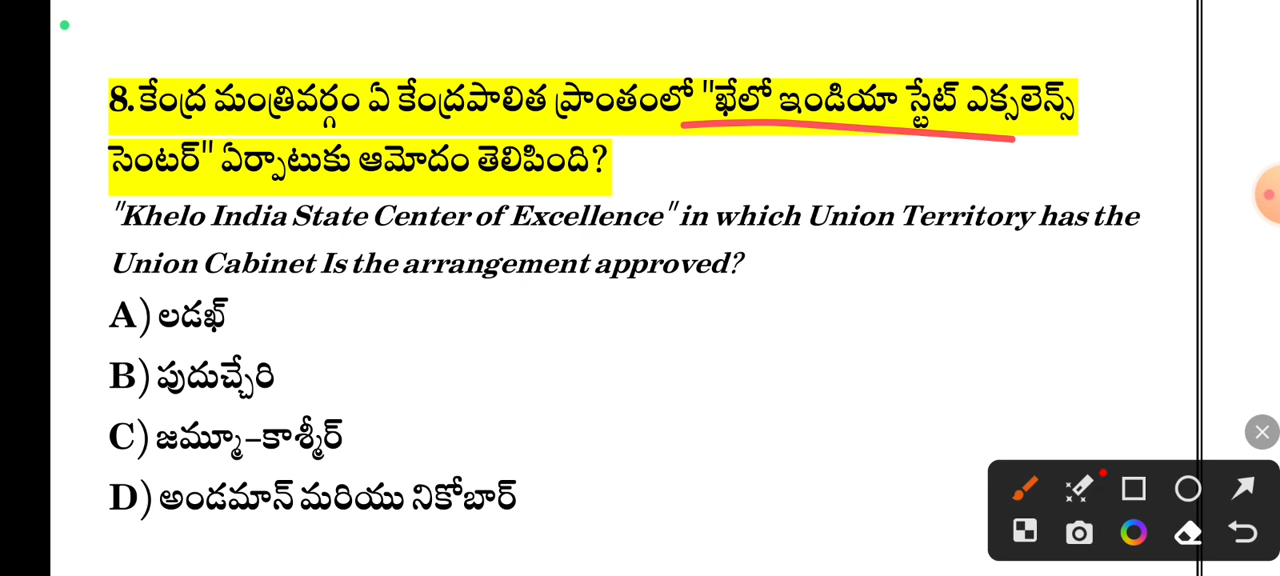 8. కేంద్ర మంత్రివర్గం ఏ కేంద్రపాలిత ప్రాంతంలో "ఖేలో ఇండియా స్టేట్ ఎక్సలెన్స్
సెంటర్" ఏర్పాటుకు ఆమోదం తెలిపింది?
"Khelo India State Center of Excellence" in which Union Territory has the
Union Cabinet Is the arrangement approved?
A) లడఖ్
B) పుదుచ్చేరి
C) జమ్మూ-కాశ్మీర్
D) అండమాన్ మరియు నికోబార్